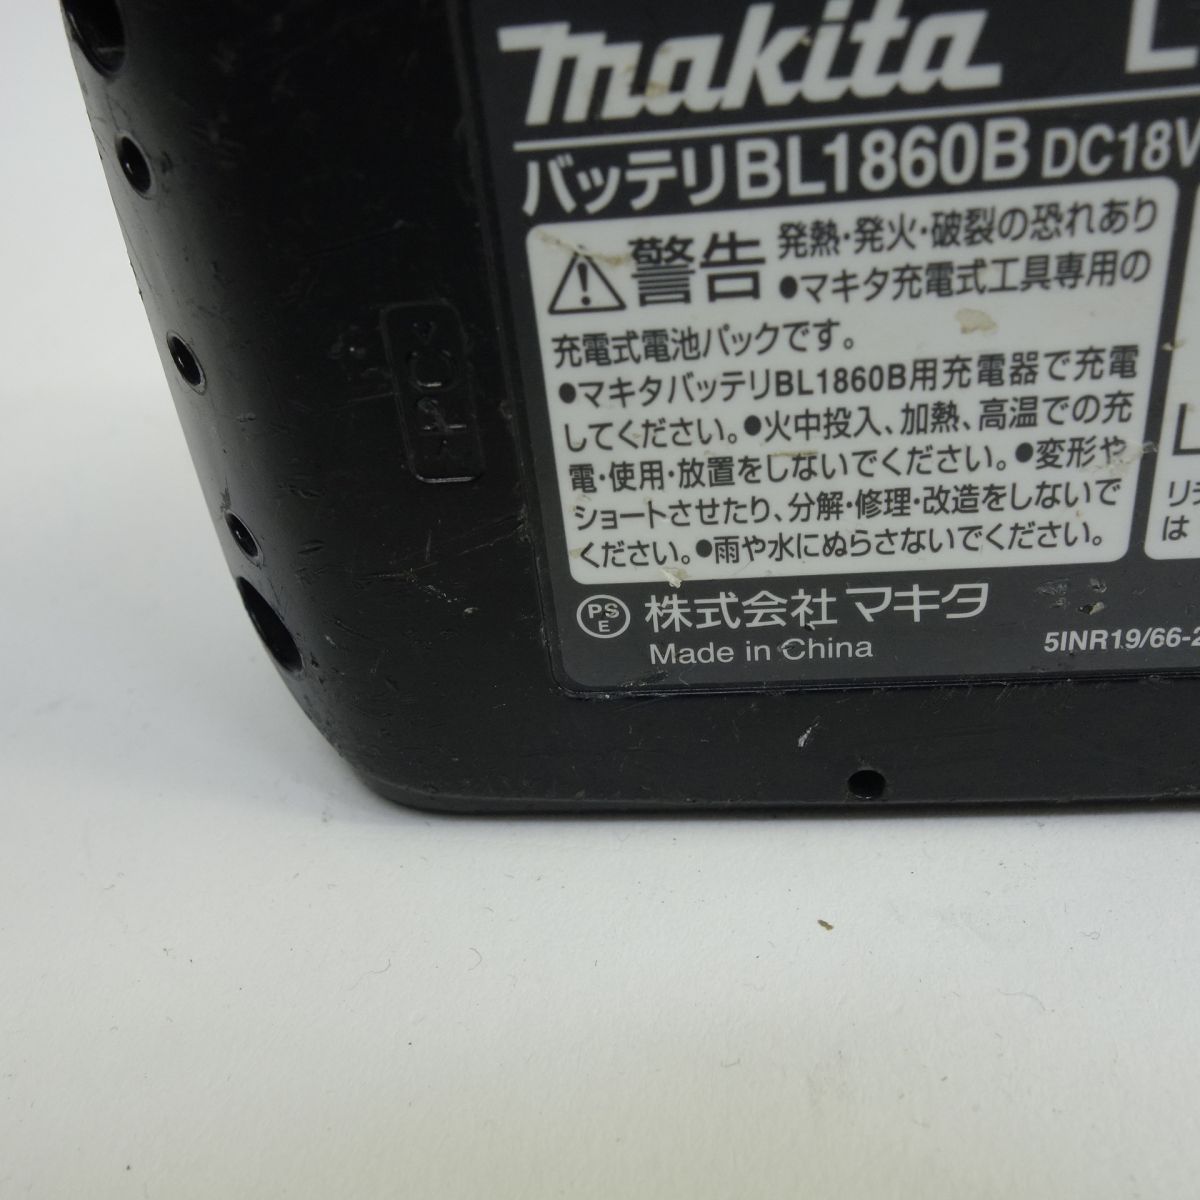 makita L
バッテリBL1860B DC18V
警告 発熱・発火・破裂の恐れあり
●マキタ充電式工具専用の
充電式電池パックです。
●マキタバッテリBL1860B用充電器で充電
してください。●火中投入、加熱、高温での充
電・使用・放置をしないでください。●変形や
ショートさせたり、分解・修理・改造をしないで
ください。●雨や水にぬらさないでください。
PSE 株式会社マキタ
Made in China
5INR19/66-2
は